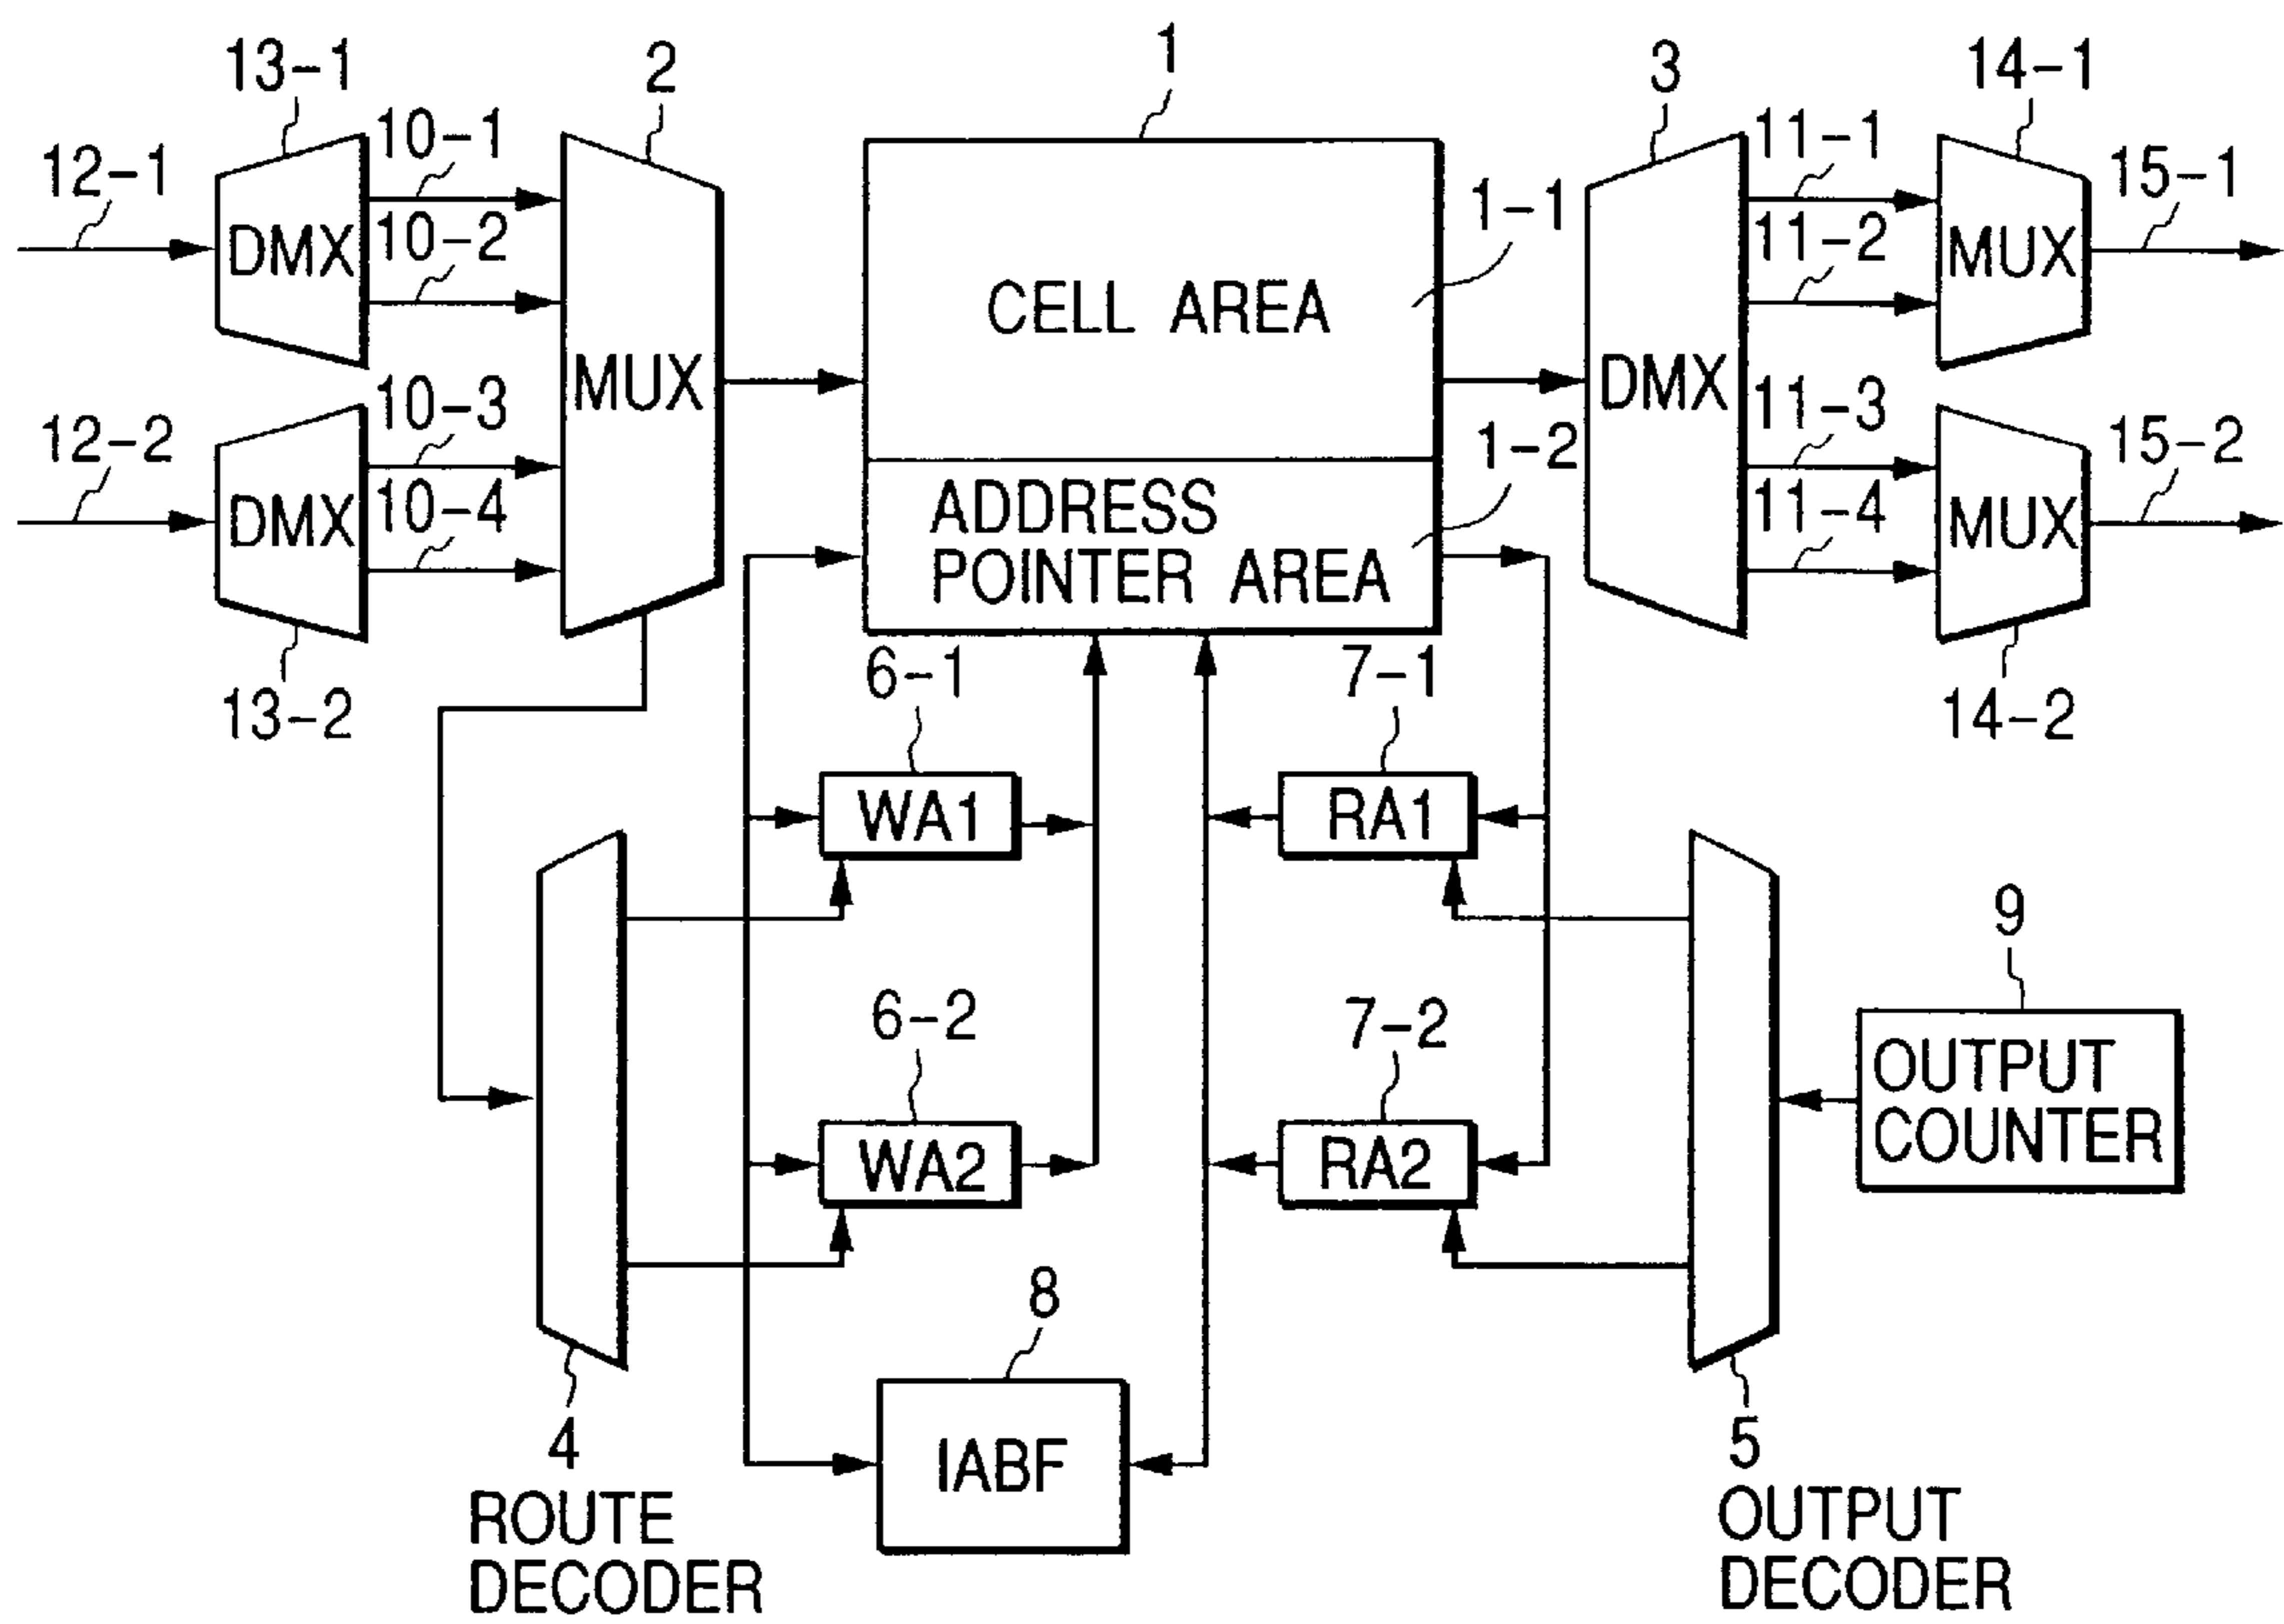 13-1
2
1
3
14-1
12-1
10-1
11-1
15-1
DMX
10-2
1-1
11-2
MUX
CELL AREA
MUX
DMX
12-2
10-3
1-2
11-3
15-2
DMX
10-4
ADDRESS
POINTER AREA
11-4
MUX
13-2
6-1
7-1
14-2
WA1
RA1
9
6-2
7-2
OUTPUT
COUNTER
WA2
RA2
8
IABF
4
ROUTE
DECODER
5
OUTPUT
DECODER